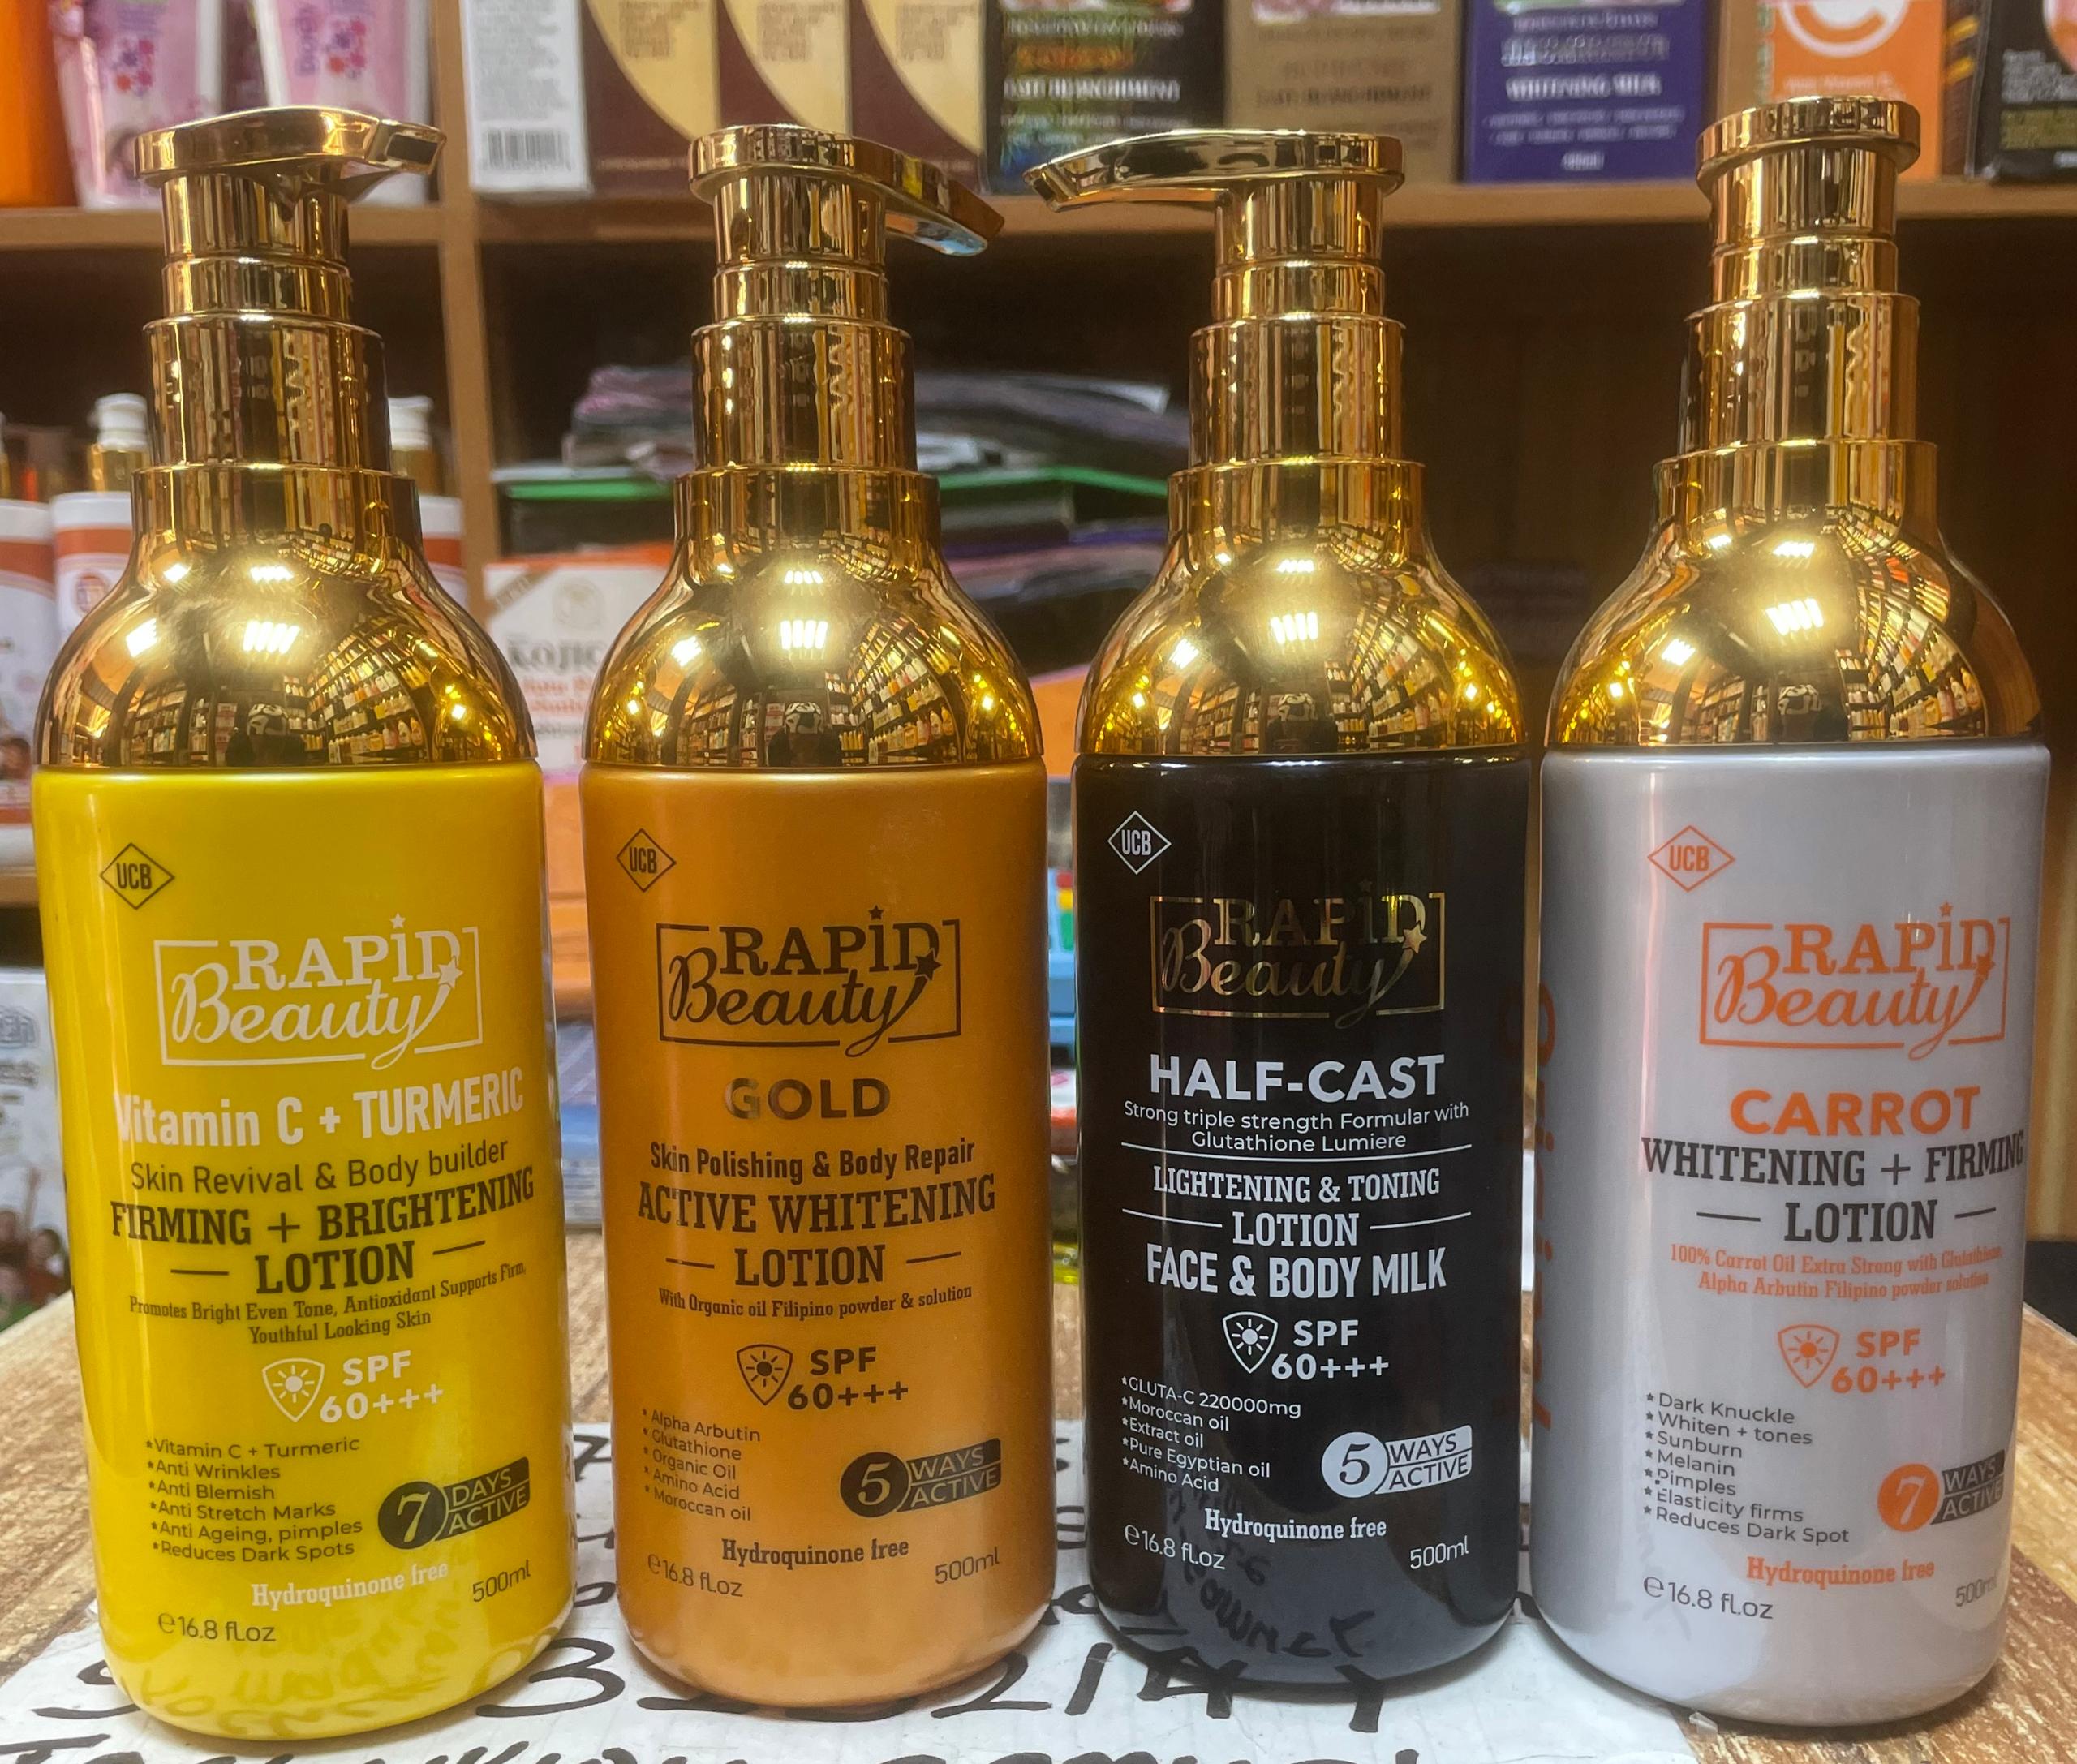 UCB
RAPiD
Beauty
Vitamin C + TURMERIC
Skin Revival & Body builder
FIRMING + BRIGHTENING
LOTION
Promotes Bright Even Tone, Antioxidant Supports Firm,
Youthful Looking Skin
SPF
60+++
*Vitamin C + Turmeric
*Anti Wrinkles
*Anti Blemish
*Anti Stretch Marks
*Anti Ageing, pimples
*Reduces Dark Spots
7 DAYS
ACTIVE
Hydroquinone free
℮16.8 fl.oz
500ml
UCB
RAPiD
Beauty
GOLD
Skin Polishing & Body Repair
ACTIVE WHITENING
LOTION
With Organic oil Filipino powder & solution
SPF
60+++
* Alpha Arbutin
* Glutathione
* Organic Oil
* Amino Acid
* Moroccan oil
5 WAYS
ACTIVE
Hydroquinone free
℮16.8 fl.oz
500ml
UCB
RAPiD
Beauty
HALF-CAST
Strong triple strength Formular with
Glutathione Lumiere
LIGHTENING & TONING
LOTION
FACE & BODY MILK
SPF
60+++
*GLUTA-C 220000mg
*Moroccan oil
*Extract oil
*Pure Egyptian oil
*Amino Acid
5 WAYS
ACTIVE
Hydroquinone free
℮16.8 fl.oz
500ml
UCB
RAPiD
Beauty
CARROT
WHITENING + FIRMING
LOTION
100% Carrot Oil Extra Strong with Glutathione
Alpha Arbutin Filipino powder solution
SPF
60+++
* Dark Knuckle
* Whiten + tones
* Sunburn
* Melanin
* Pimples
* Elasticity firms
* Reduces Dark Spot
7 WAYS
ACTIVE
Hydroquinone free
℮16.8 fl.oz
500ml
WHITENING MILK
KOJIC